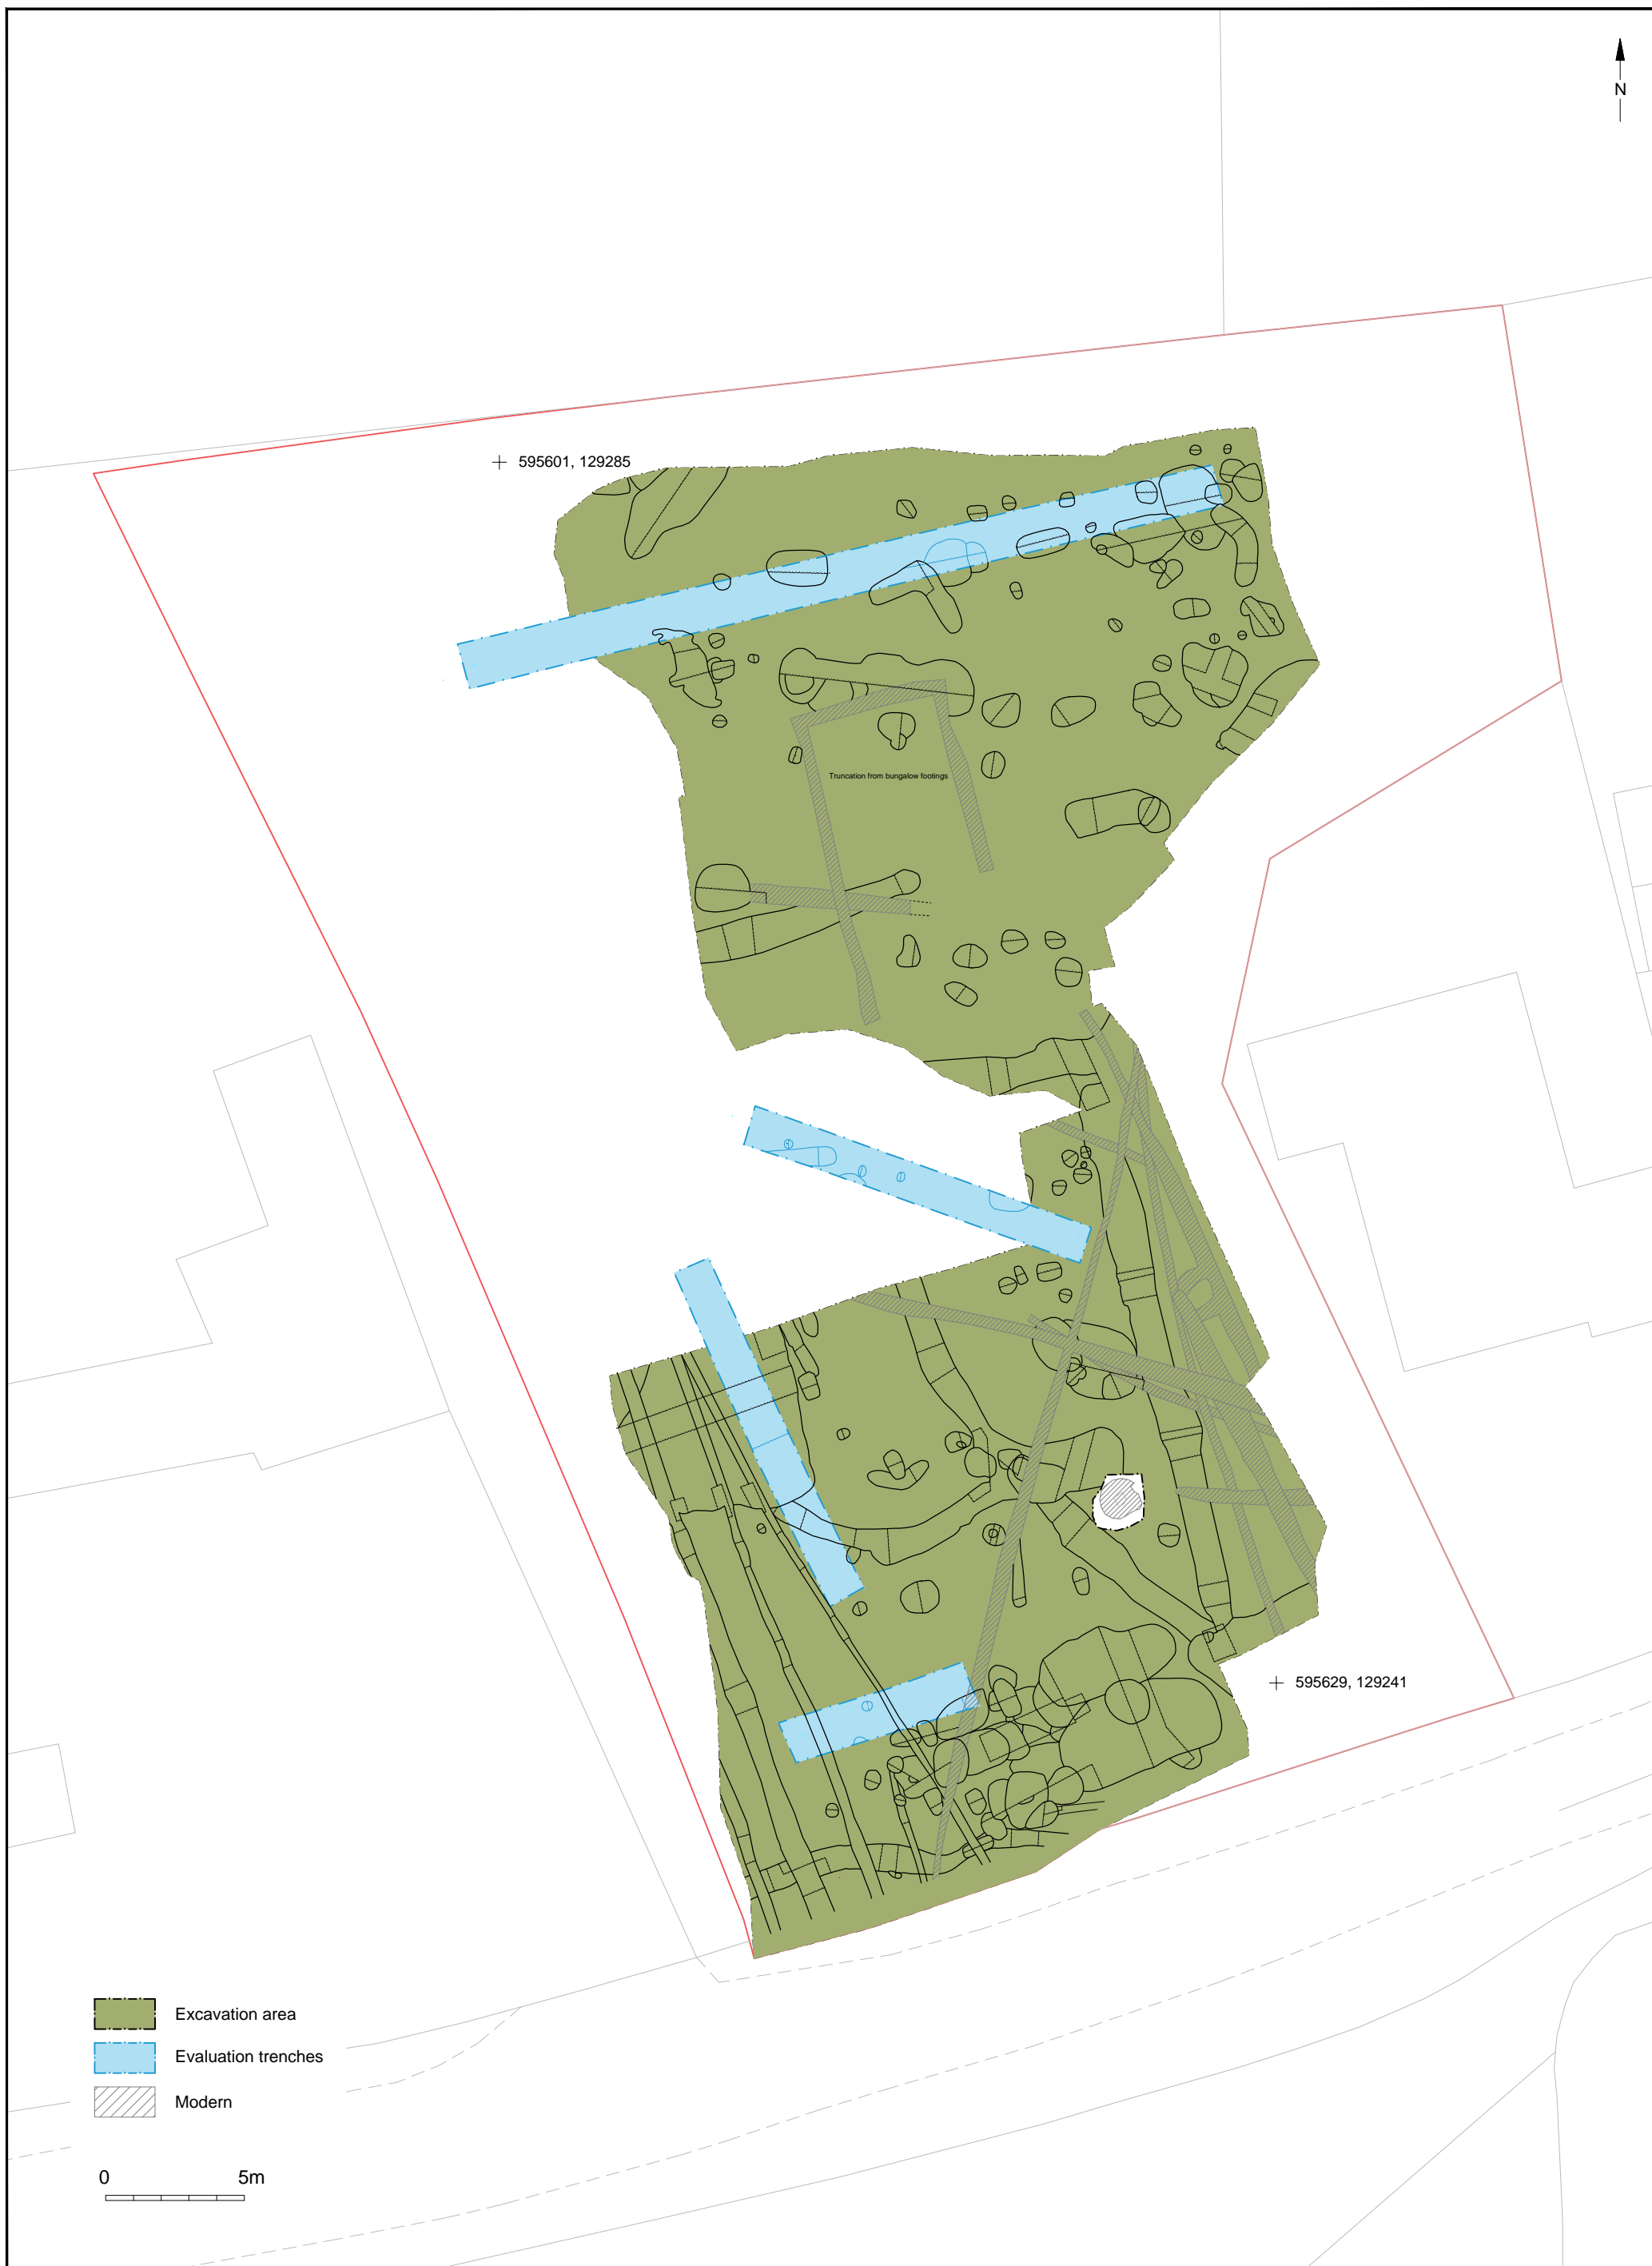 N
595601, 129285
Truncation from bungalow footings
595629, 129241
Excavation area
Evaluation trenches
Modern
0 5m